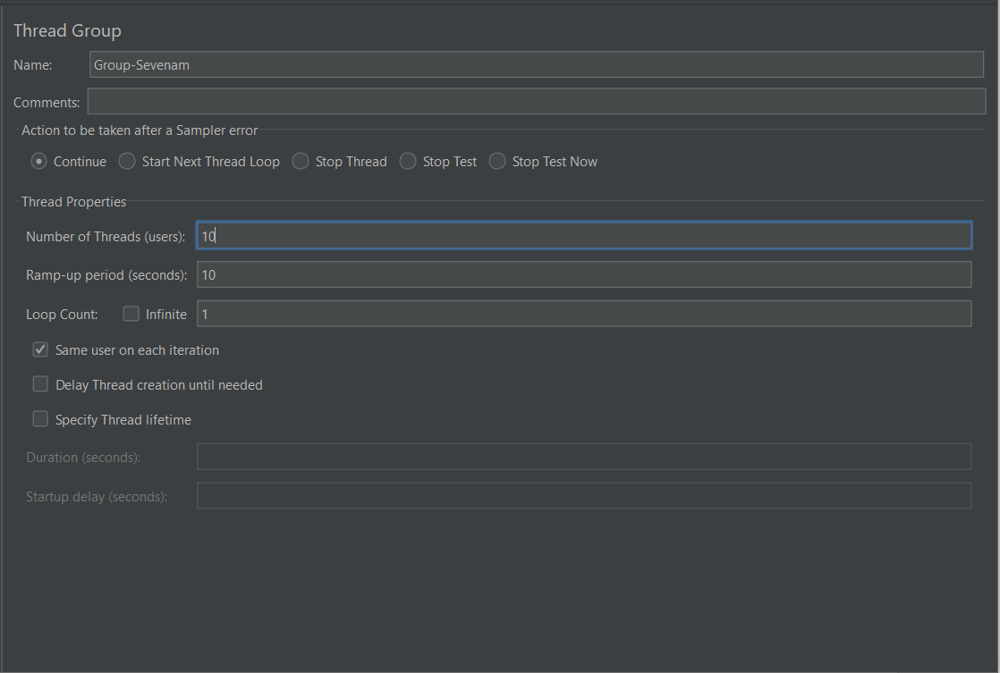 Thread Group
Name: Group-Sevenam
Comments:
Action to be taken after a Sampler error
Continue Start Next Thread Loop Stop Thread Stop Test Stop Test Now
Thread Properties
Number of Threads (users): 10
Ramp-up period (seconds): 10
Loop Count: Infinite 1
Same user on each iteration
Delay Thread creation until needed
Specify Thread lifetime
Duration (seconds):
Startup delay (seconds):